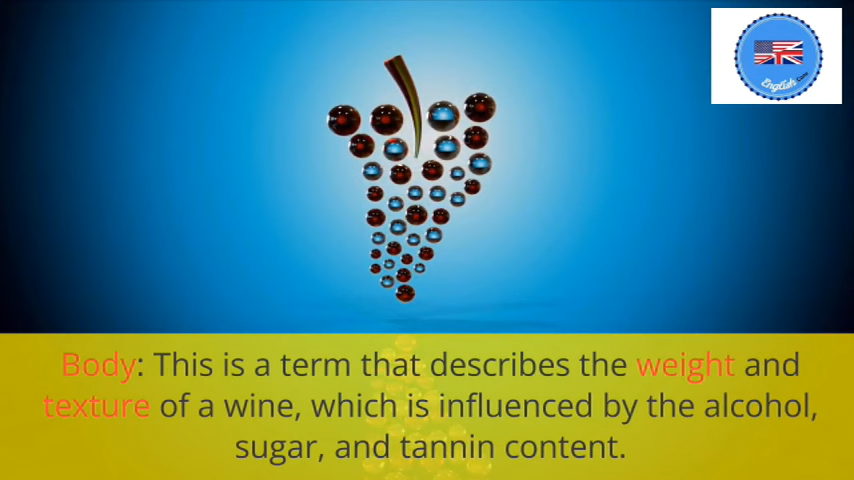 English
Body: This is a term that describes the weight and
texture of a wine, which is influenced by the alcohol,
sugar, and tannin content.